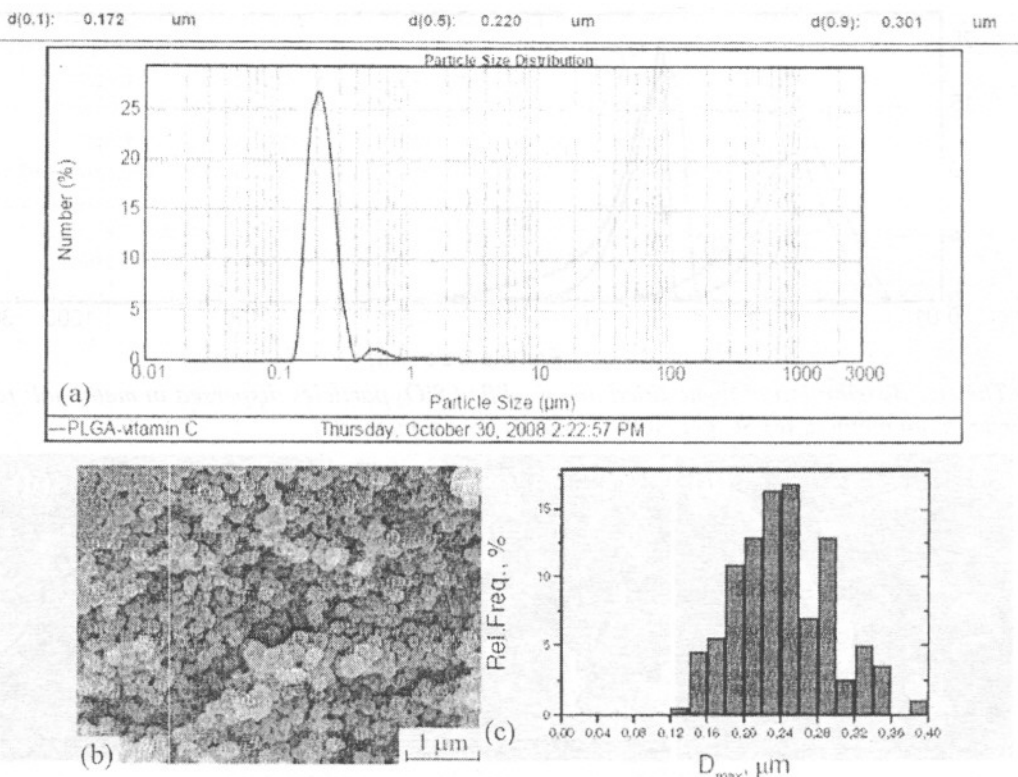 d(0.1): 0.172 um d(0.5): 0.220 um d(0.9): 0.301 um
Particle Size Distribution
25
20
15
10
5
0
Number (%)
0.01 0.1 1 10 100 1000 3000
(a)
Particle Size (µm)
PLGA-vitamin C Thursday, October 30, 2008 2:22:57 PM
(b)
1 µm
(c)
15
10
5
0
Rel.Freq., %
0,00 0,04 0,08 0,12 0,16 0,20 0,24 0,28 0,32 0,36 0,40
Dmax, µm